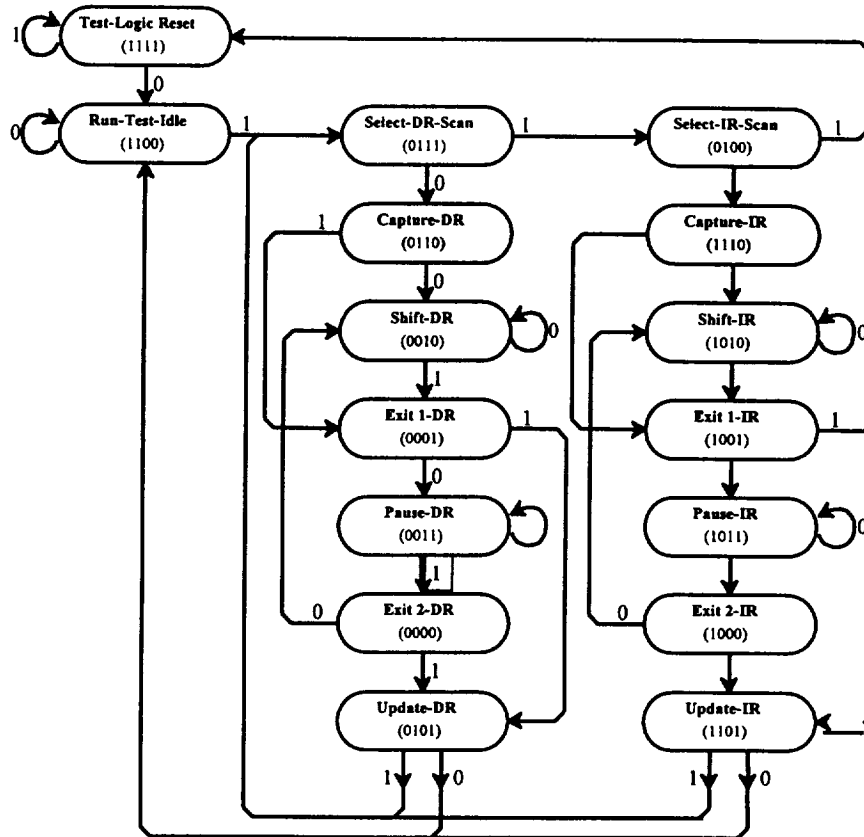 Test-Logic Reset
(1111)
1
0
Run-Test-Idle
(1100)
0
1
Select-DR-Scan
(0111)
1
0
Select-IR-Scan
(0100)
1
Capture-DR
(0110)
1
0
Capture-IR
(1110)
Shift-DR
(0010)
0
1
Shift-IR
(1010)
0
Exit 1-DR
(0001)
1
0
Exit 1-IR
(1001)
1
Pause-DR
(0011)
1
Pause-IR
(1011)
0
Exit 2-DR
(0000)
0
1
Exit 2-IR
(1000)
0
Update-DR
(0101)
1
0
Update-IR
(1101)
1
0